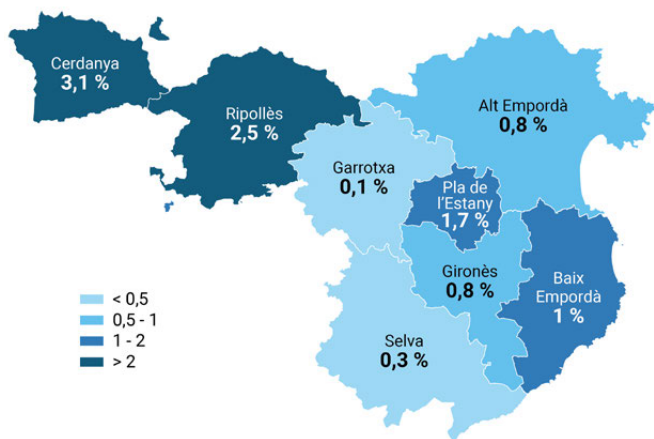 Cerdanya
3,1 %
Ripollès
2,5 %
Alt Empordà
0,8 %
Garrotxa
0,1 %
Pla de
l'Estany
1,7 %
Gironès
0,8 %
Baix
Empordà
1 %
Selva
0,3 %
< 0,5
0,5 - 1
1 - 2
> 2